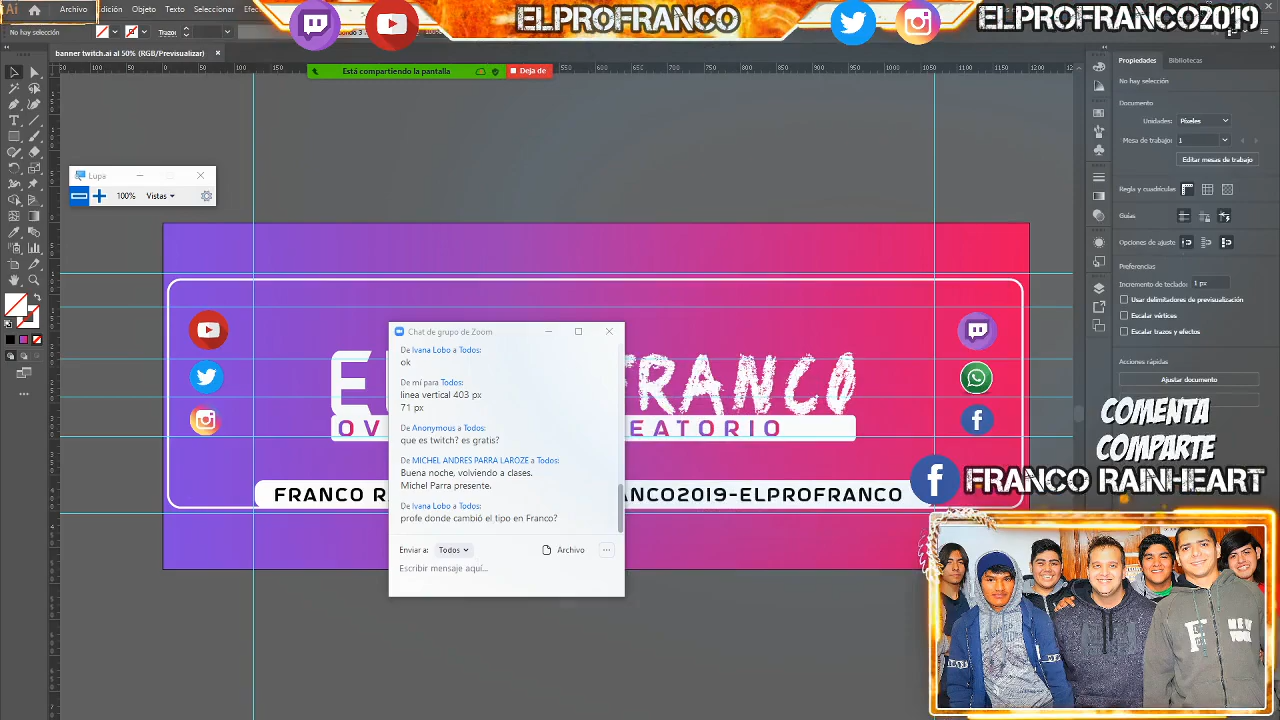 Ai
Archivo
ición
Objeto
Texto
Seleccionar
Efec
ELPROFRANCO
ELPROFRANCO2019
No hay selección
Trazo:
banner twitch.ai al 50% (RGB/Previsualizar)
Está compartiendo la pantalla
Deja de
Propiedades
Bibliotecas
No hay selección
Documento
Unidades:
Píxeles
Mesa de trabajo:
1
Editar mesas de trabajo
Regla y cuadrículas
Guías
Opciones de ajuste
Preferencias
Incremento de teclado:
1 px
Usar delimitadores de previsualización
Escalar vértices
Escalar trazos y efectos
Acciones rápidas
Ajustar documento
Lupa
100%
Vistas
Chat de grupo de Zoom
De Ivana Lobo a Todos:
ok
De mí para Todos:
linea vertical 403 px
71 px
De Anonymous a Todos:
que es twitch? es gratis?
De MICHEL ANDRES PARRA LAROZE a Todos:
Buena noche, volviendo a clases.
Michel Parra presente.
De Ivana Lobo a Todos:
profe donde cambió el tipo en Franco?
Enviar a:
Todos
Archivo
Escribir mensaje aquí...
E
FRANCO
OV
EATORIO
FRANCO R
ANCO2019-ELPROFRANCO
COMENTA
COMPARTE
FRANCO RAINHEART
NEW
YORK